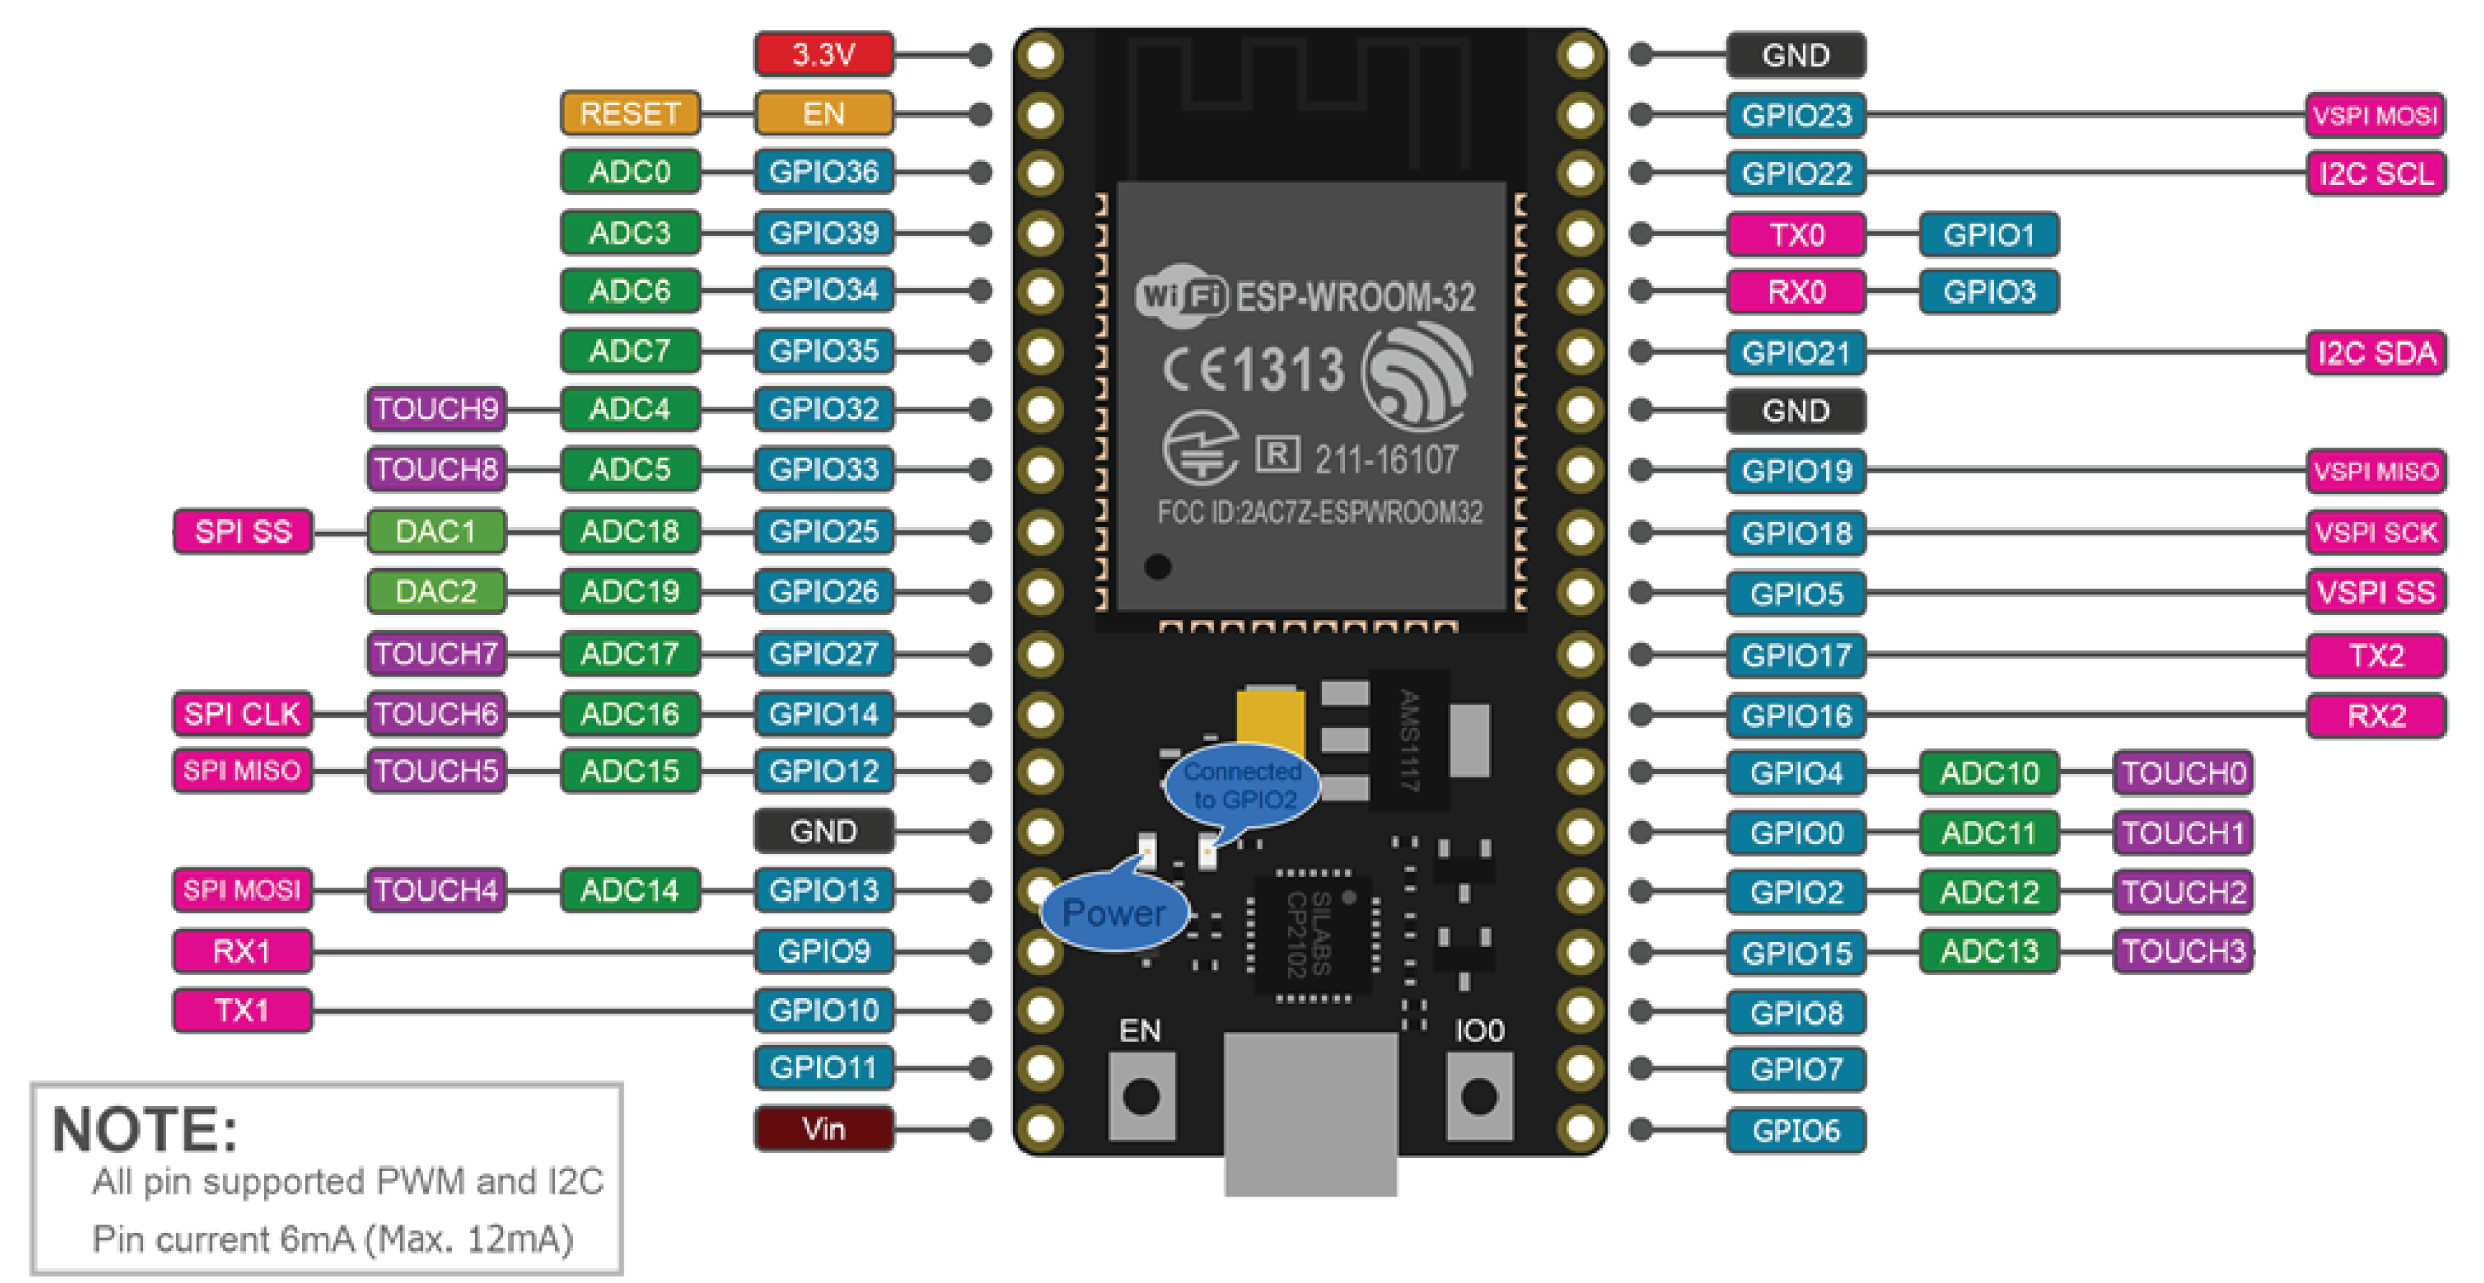 3.3V
RESET EN
ADC0 GPIO36
ADC3 GPIO39
ADC6 GPIO34
ADC7 GPIO35
TOUCH9 ADC4 GPIO32
TOUCH8 ADC5 GPIO33
SPI SS DAC1 ADC18 GPIO25
DAC2 ADC19 GPIO26
TOUCH7 ADC17 GPIO27
SPI CLK TOUCH6 ADC16 GPIO14
SPI MISO TOUCH5 ADC15 GPIO12
GND
SPI MOSI TOUCH4 ADC14 GPIO13
RX1 GPIO9
TX1 GPIO10
GPIO11
Vin
WiFi ESP-WROOM-32
CE1313
R 211-16107
FCC ID:2AC7Z-ESPWROOM32
AMS1117
Connected
to GPIO2
Power
SILABS
CP2102
EN
IO0
GND
GPIO23 VSPI MOSI
GPIO22 I2C SCL
TX0 GPIO1
RX0 GPIO3
GPIO21 I2C SDA
GND
GPIO19 VSPI MISO
GPIO18 VSPI SCK
GPIO5 VSPI SS
GPIO17 TX2
GPIO16 RX2
GPIO4 ADC10 TOUCH0
GPIO0 ADC11 TOUCH1
GPIO2 ADC12 TOUCH2
GPIO15 ADC13 TOUCH3
GPIO8
GPIO7
GPIO6
NOTE:
All pin supported PWM and I2C
Pin current 6mA (Max. 12mA)